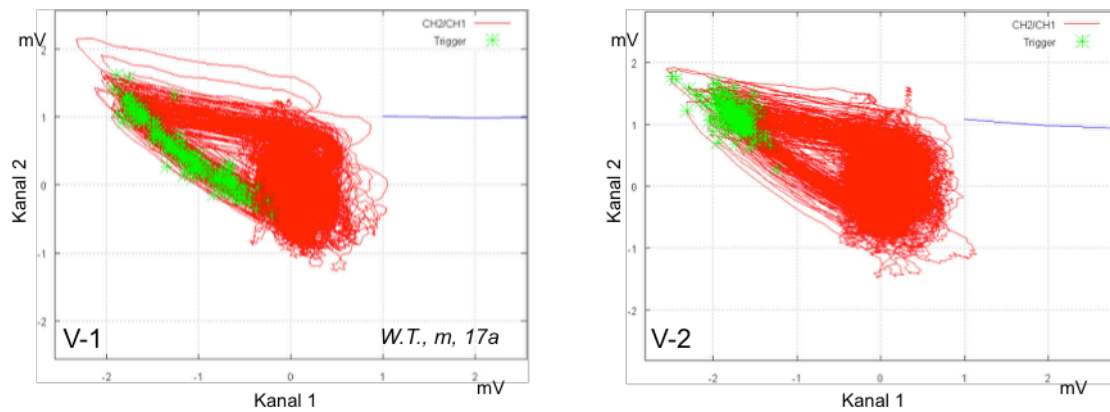 mV
CH2/CH1
Trigger
2
1
0
-1
-2
Kanal 2
V-1
W.T., m, 17a
-2 -1 0 1 2
mV
Kanal 1
mV
CH2/CH1
Trigger
2
1
0
-1
-2
Kanal 2
V-2
-2 -1 0 1 2
mV
Kanal 1